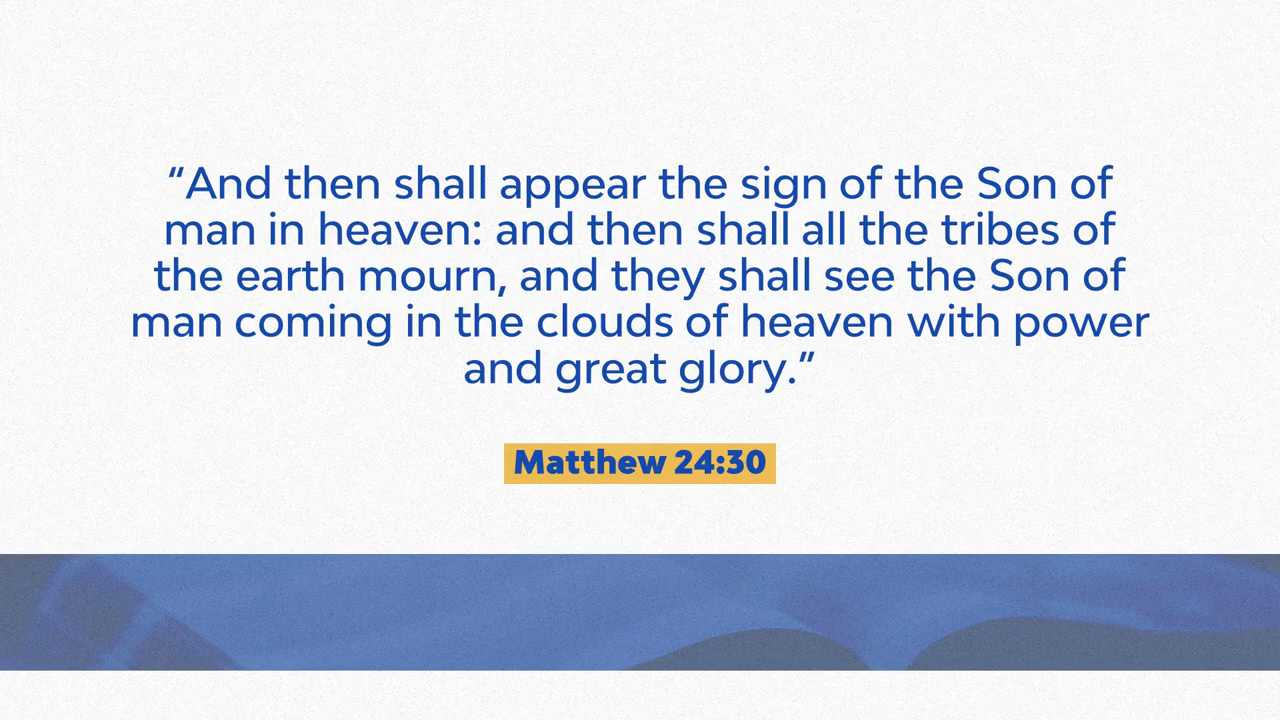 “And then shall appear the sign of the Son of
man in heaven: and then shall all the tribes of
the earth mourn, and they shall see the Son of
man coming in the clouds of heaven with power
and great glory.”
Matthew 24:30